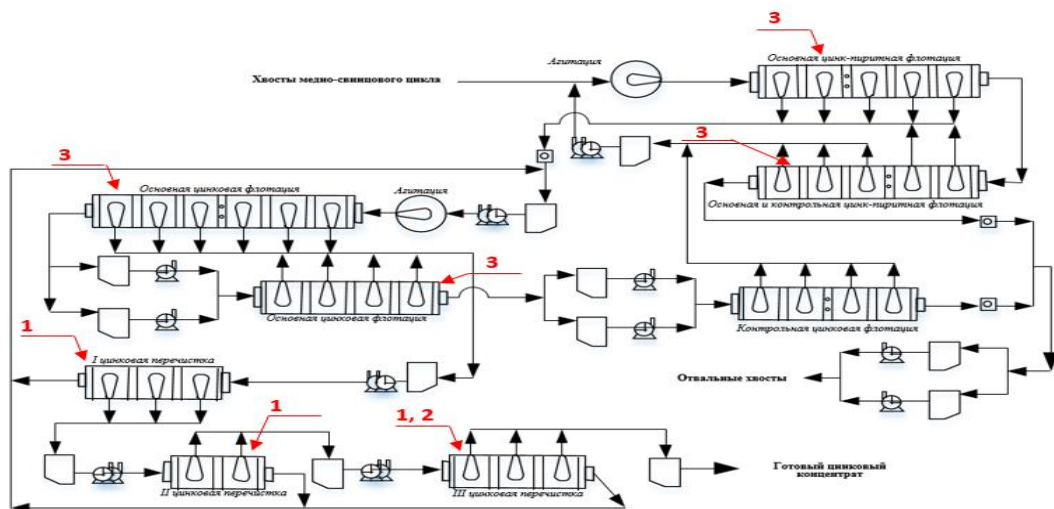 3
Агитация
Основная цинк-пиритная флотация
Хвосты медно-свинцового цикла
3
3
Основная цинковая флотация
Агитация
Основная и контрольная цинк-пиритная флотация
3
Основная цинковая флотация
Контрольная цинковая флотация
1
I цинковая перечистка
Отвальные хвосты
1
1, 2
Готовый цинковый
концентрат
II цинковая перечистка
III цинковая перечистка